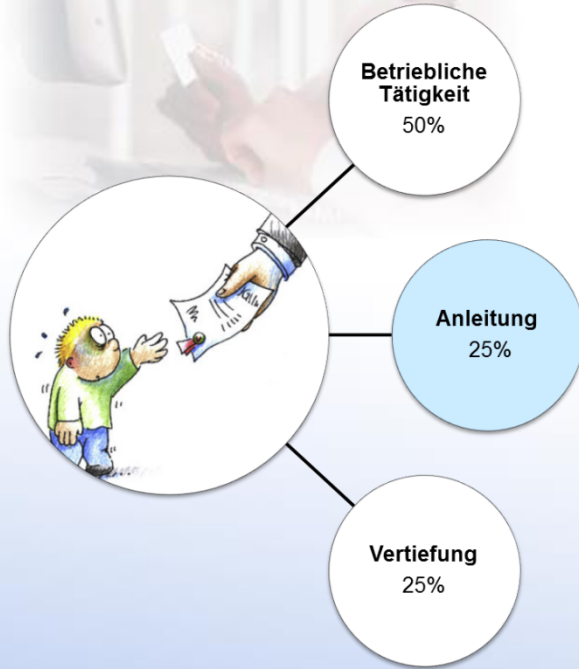 Betriebliche
Tätigkeit
50%
Anleitung
25%
Vertiefung
25%